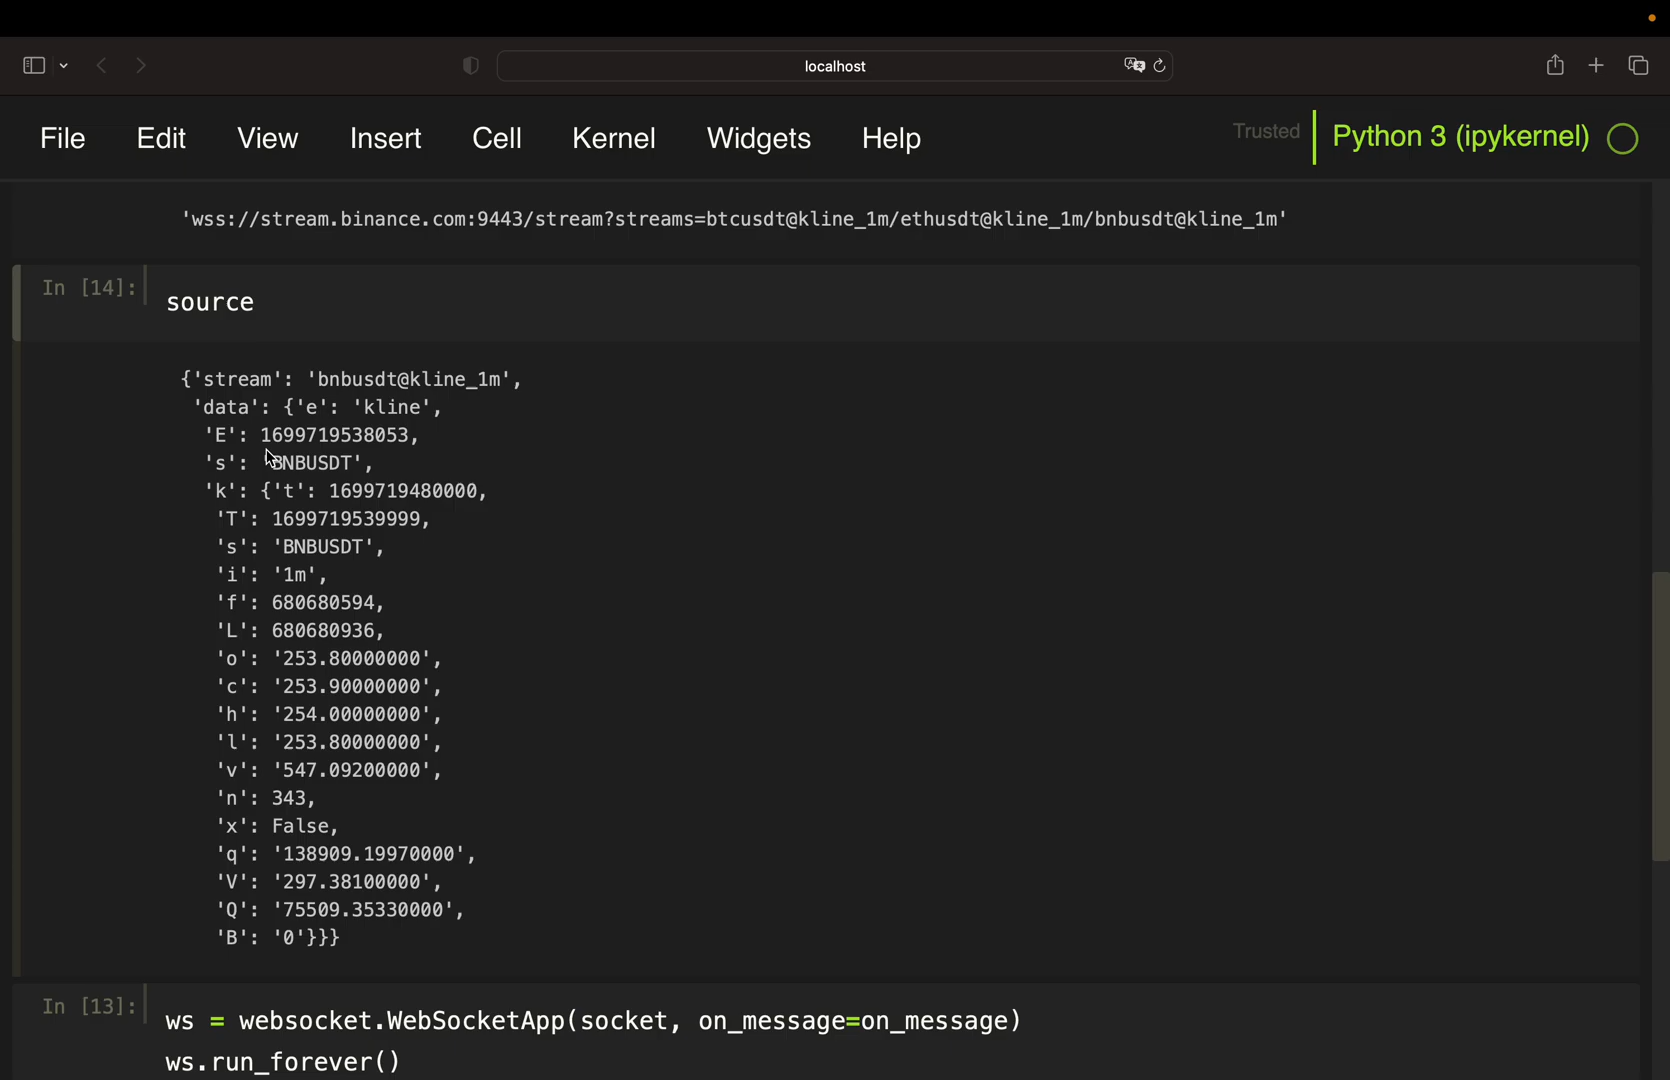 localhost
File Edit View Insert Cell Kernel Widgets Help Trusted Python 3 (ipykernel)
'wss://stream.binance.com:9443/stream?streams=btcusdt@kline_1m/ethusdt@kline_1m/bnbusdt@kline_1m'
In [14]: source
{'stream': 'bnbusdt@kline_1m',
'data': {'e': 'kline',
'E': 1699719538053,
's': 'BNBUSDT',
'k': {'t': 1699719480000,
'T': 1699719539999,
's': 'BNBUSDT',
'i': '1m',
'f': 680680594,
'L': 680680936,
'o': '253.80000000',
'c': '253.90000000',
'h': '254.00000000',
'l': '253.80000000',
'v': '547.09200000',
'n': 343,
'x': False,
'q': '138909.19970000',
'V': '297.38100000',
'Q': '75509.35330000',
'B': '0'}}}
In [13]: ws = websocket.WebSocketApp(socket, on_message=on_message)
ws.run_forever()